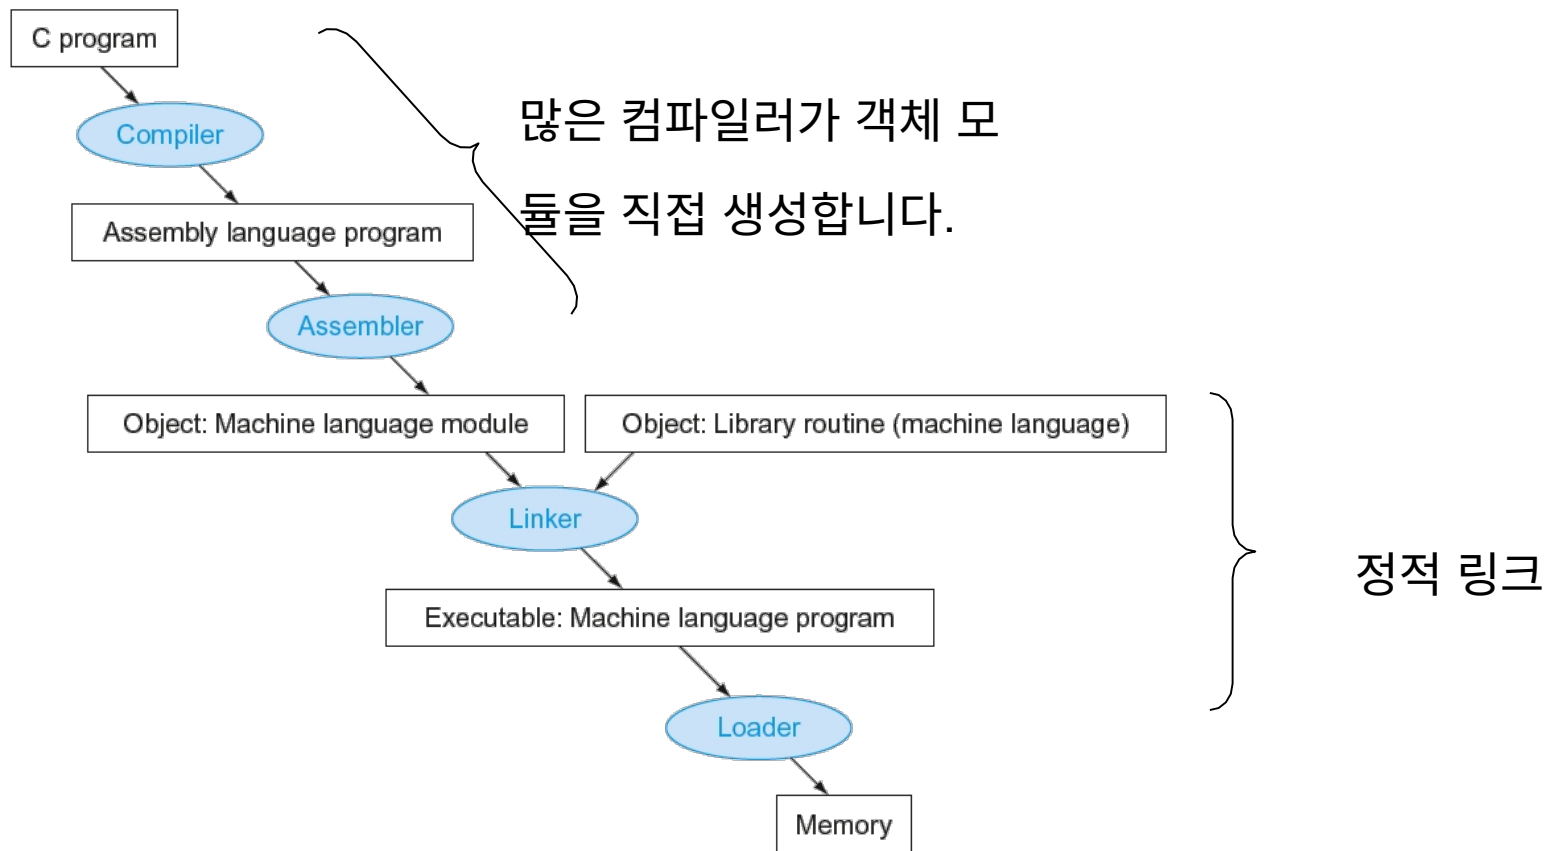 C program
Compiler
많은 컴파일러가 객체 모
듈을 직접 생성합니다.
Assembly language program
Assembler
Object: Machine language module
Object: Library routine (machine language)
Linker
정적 링크
Executable: Machine language program
Loader
Memory